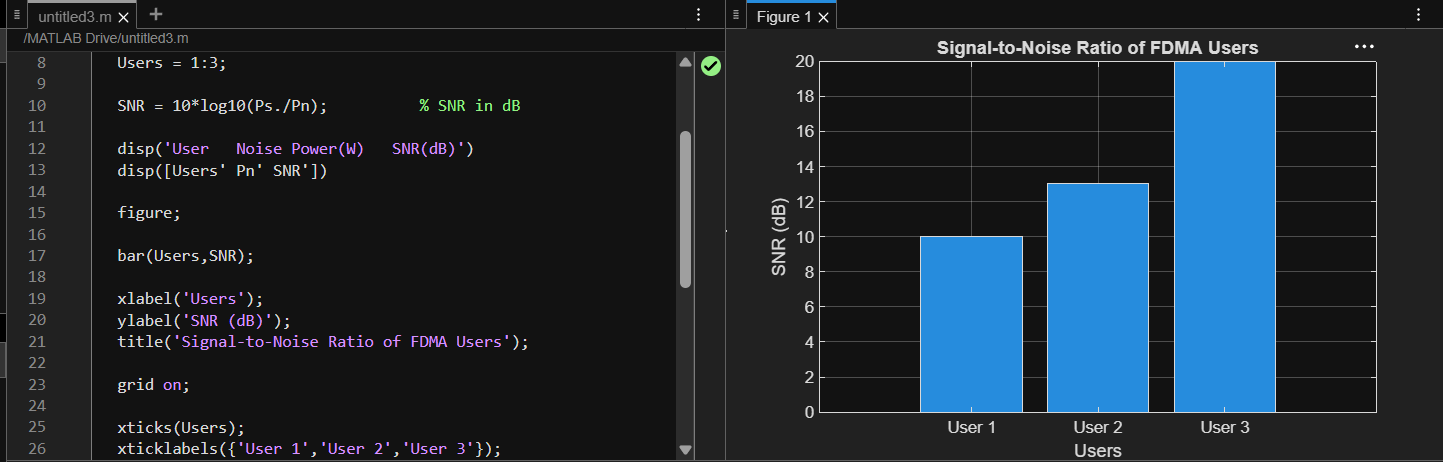 untitled3.m
/MATLAB Drive/untitled3.m
8 Users = 1:3;
9
10 SNR = 10*log10(Ps./Pn); % SNR in dB
11
12 disp('User   Noise Power(W)   SNR(dB)')
13 disp([Users' Pn' SNR'])
14
15 figure;
16
17 bar(Users,SNR);
18
19 xlabel('Users');
20 ylabel('SNR (dB)');
21 title('Signal-to-Noise Ratio of FDMA Users');
22
23 grid on;
24
25 xticks(Users);
26 xticklabels({'User 1','User 2','User 3'});
Figure 1
Signal-to-Noise Ratio of FDMA Users
SNR (dB)
20
18
16
14
12
10
8
6
4
2
0
User 1 User 2 User 3
Users